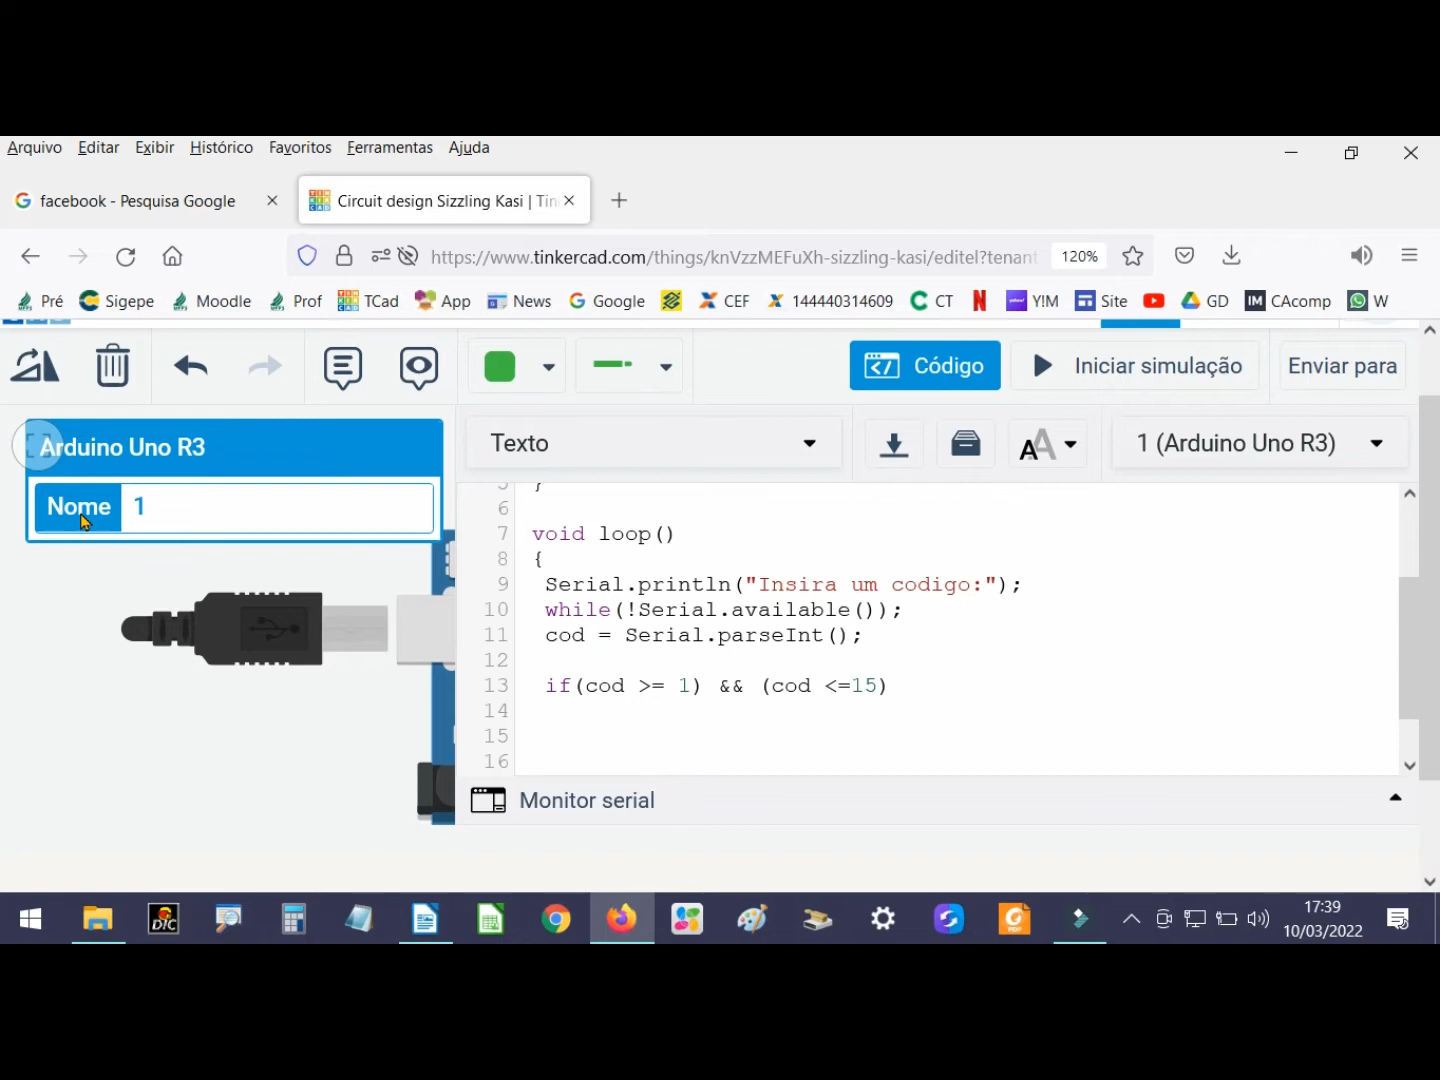 Arquivo Editar Exibir Histórico Favoritos Ferramentas Ajuda
facebook - Pesquisa Google
Circuit design Sizzling Kasi | Tin
https://www.tinkercad.com/things/knVzzMEFuXh-sizzling-kasi/editel?tenant 120%
Pré Sigepe Moodle Prof TCad App News Google CEF 144440314609 CT Y!M Site GD CAcomp W
Código Iniciar simulação Enviar para
Arduino Uno R3
Nome 1
Texto 1 (Arduino Uno R3)
5 }
6
7 void loop()
8 {
9 Serial.println("Insira um codigo:");
10 while(!Serial.available());
11 cod = Serial.parseInt();
12
13 if(cod >= 1) && (cod <=15)
14
15
16
Monitor serial
17:39
10/03/2022